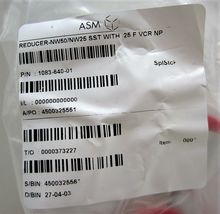 ASM
REDUCER-NW50/NW25 SST WITH .25 F VCR NP
P/N : 1083-640-01
I/L : 000000000000
A/PO : 4500325561
T/O : 0000373227
Item:
S/BIN : 4500325561
D/BIN : 27-04-03